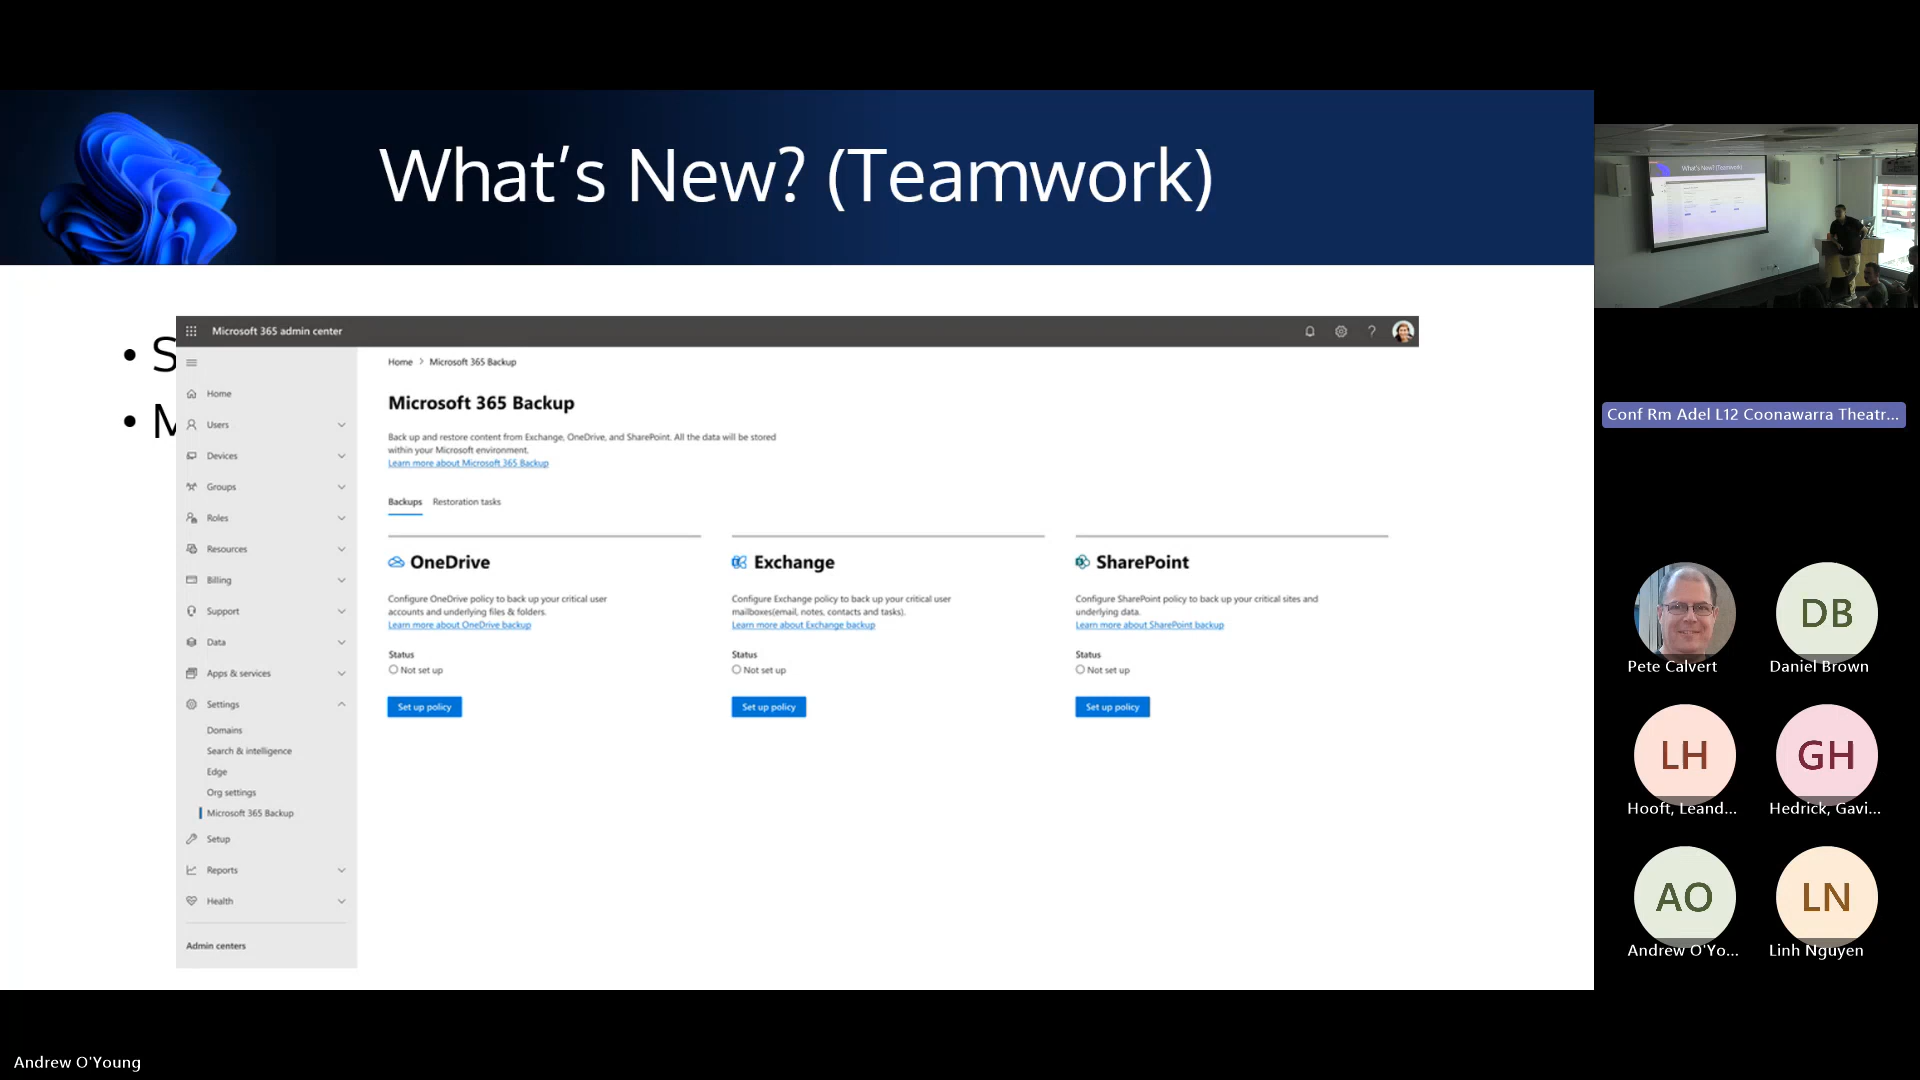 What's New? (Teamwork)
• S
• M
Microsoft 365 admin center
?
Home
Users
Devices
Groups
Roles
Resources
Billing
Support
Data
Apps & services
Settings
Domains
Search & intelligence
Edge
Org settings
Microsoft 365 Backup
Setup
Reports
Health
Admin centers
Home > Microsoft 365 Backup
Microsoft 365 Backup
Back up and restore content from Exchange, OneDrive, and SharePoint. All the data will be stored
within your Microsoft environment.
Learn more about Microsoft 365 Backup
Backups Restoration tasks
OneDrive
Configure OneDrive policy to back up your critical user
accounts and underlying files & folders.
Learn more about OneDrive backup
Status
Not set up
Set up policy
Exchange
Configure Exchange policy to back up your critical user
mailboxes(email, notes, contacts and tasks).
Learn more about Exchange backup
Status
Not set up
Set up policy
SharePoint
Configure SharePoint policy to back up your critical sites and
underlying data.
Learn more about SharePoint backup
Status
Not set up
Set up policy
What's New? (Teamwork)
Conf Rm Adel L12 Coonawarra Theatr...
Pete Calvert
DB
Daniel Brown
LH
Hooft, Leand...
GH
Hedrick, Gavi...
AO
Andrew O'Yo...
LN
Linh Nguyen
Andrew O'Young